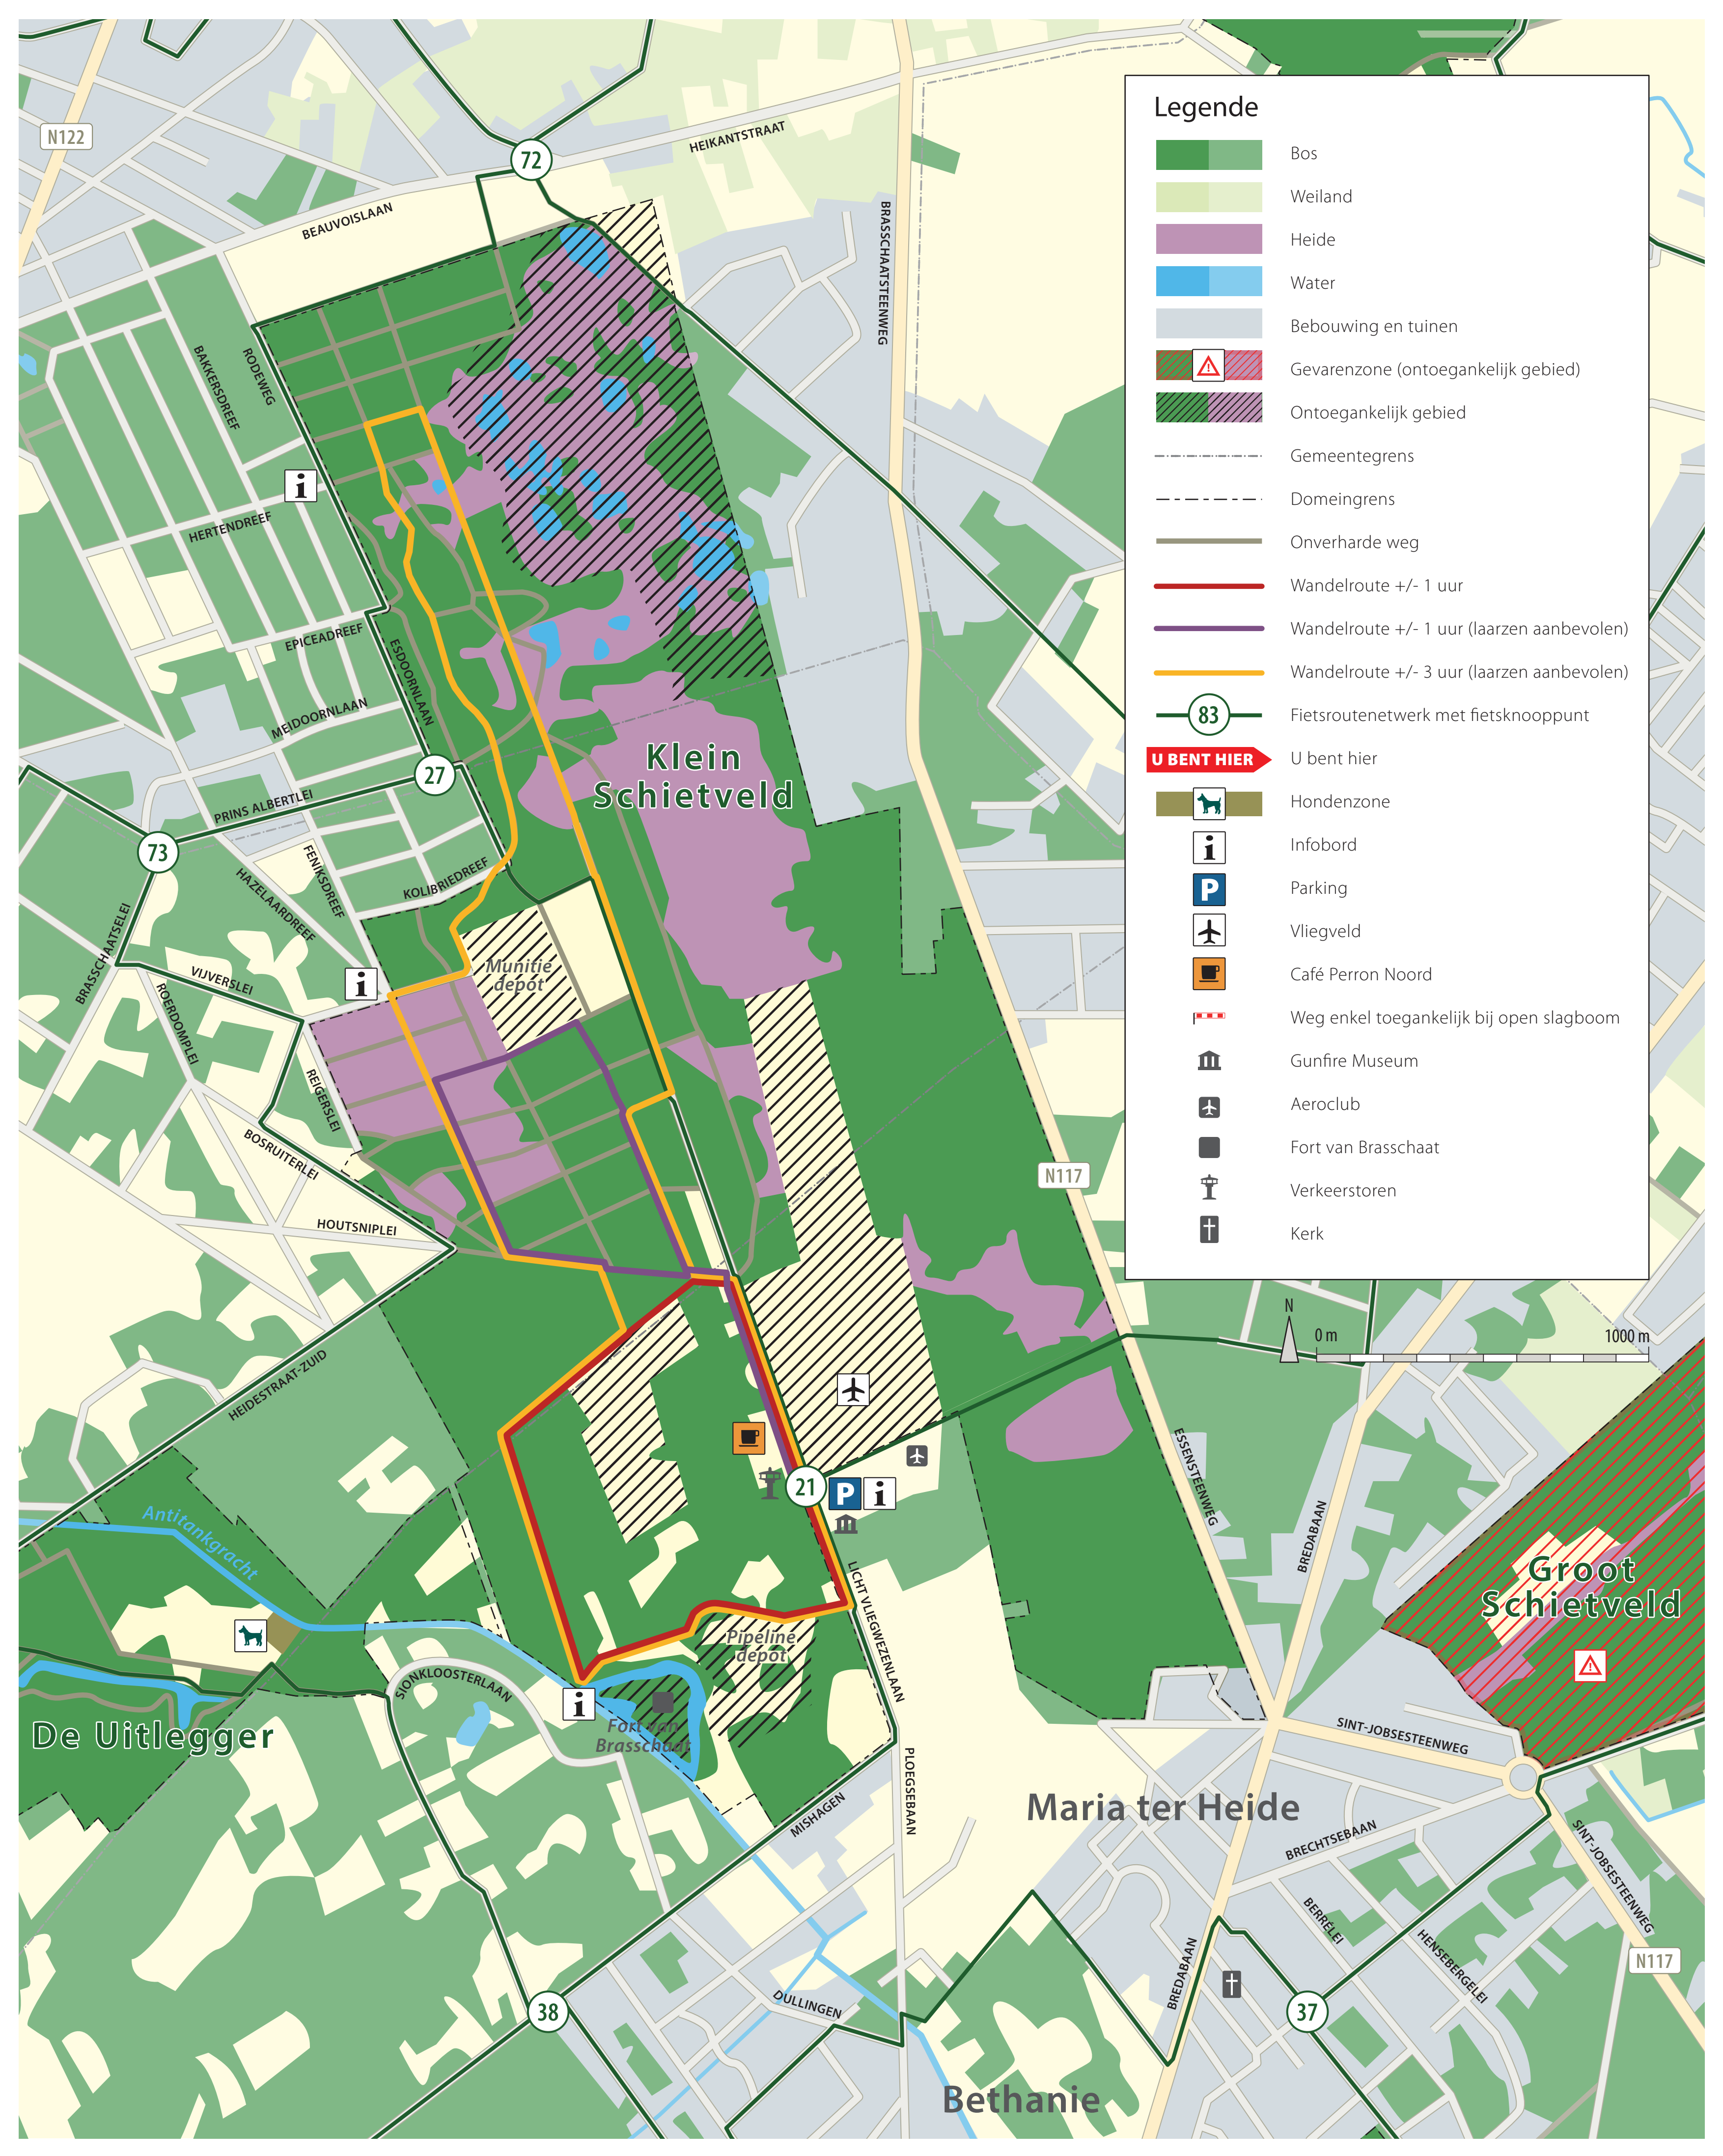 N122
72
HEIKANTSTRAAT
BEAUVOISLAAN
BRASSCHAATSTEENWEG
RODEWEG
BAKKERSDREEF
i
HERTENDREEF
EPICEADREEF
ESDOORNLAAN
MEIDOORNLAAN
27
PRINS ALBERTLEI
73
Klein
Schietveld
FENIKSDREEF
HAZELAARDREEF
KOLIBRIEDREEF
BRASSCHAATSELEI
VIJVERSLEI
ROERDOMPLEI
i
Munitie
depot
REIGERSLEI
BOSRUITERLEI
HOUTSNIPLEI
HEIDESTRAAT-ZUID
N117
Legende
Bos
Weiland
Heide
Water
Bebouwing en tuinen
Gevarenzone (ontoegankelijk gebied)
Ontoegankelijk gebied
Gemeentegrens
Domeingrens
Onverharde weg
Wandelroute +/- 1 uur
Wandelroute +/- 1 uur (laarzen aanbevolen)
Wandelroute +/- 3 uur (laarzen aanbevolen)
83
Fietsroutenetwerk met fietsknooppunt
U BENT HIER
U bent hier
Hondenzone
i
Infobord
P
Parking
Vliegveld
Café Perron Noord
Weg enkel toegankelijk bij open slagboom
Gunfire Museum
Aeroclub
Fort van Brasschaat
Verkeerstoren
Kerk
N
0 m
1000 m
21
P
i
ESSENSTEENWEG
BREDABAAN
Antitankgracht
LICHT VLIEGWEZENLAAN
Groot
Schietveld
Pipeline
depot
SIONKLOOSTERLAAN
i
Fort van
Brasschaat
De Uitlegger
PLOEGSEBAAN
MISHAGEN
SINT-JOBSESTEENWEG
Maria ter Heide
BRECHTSEBAAN
SINT-JOBSESTEENWEG
BERRÉLEI
HENSEBERGELEI
BREDABAAN
N117
DULLINGEN
38
37
Bethanie